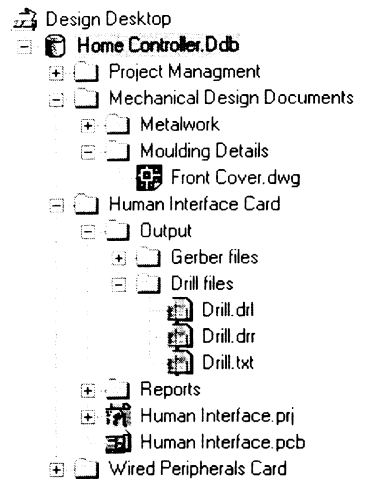 Design Desktop
Home Controller.Ddb
Project Managment
Mechanical Design Documents
Metalwork
Moulding Details
Front Cover.dwg
Human Interface Card
Output
Gerber files
Drill files
Drill.drl
Drill.drr
Drill.txt
Reports
Human Interface.prj
Human Interface.pcb
Wired Peripherals Card